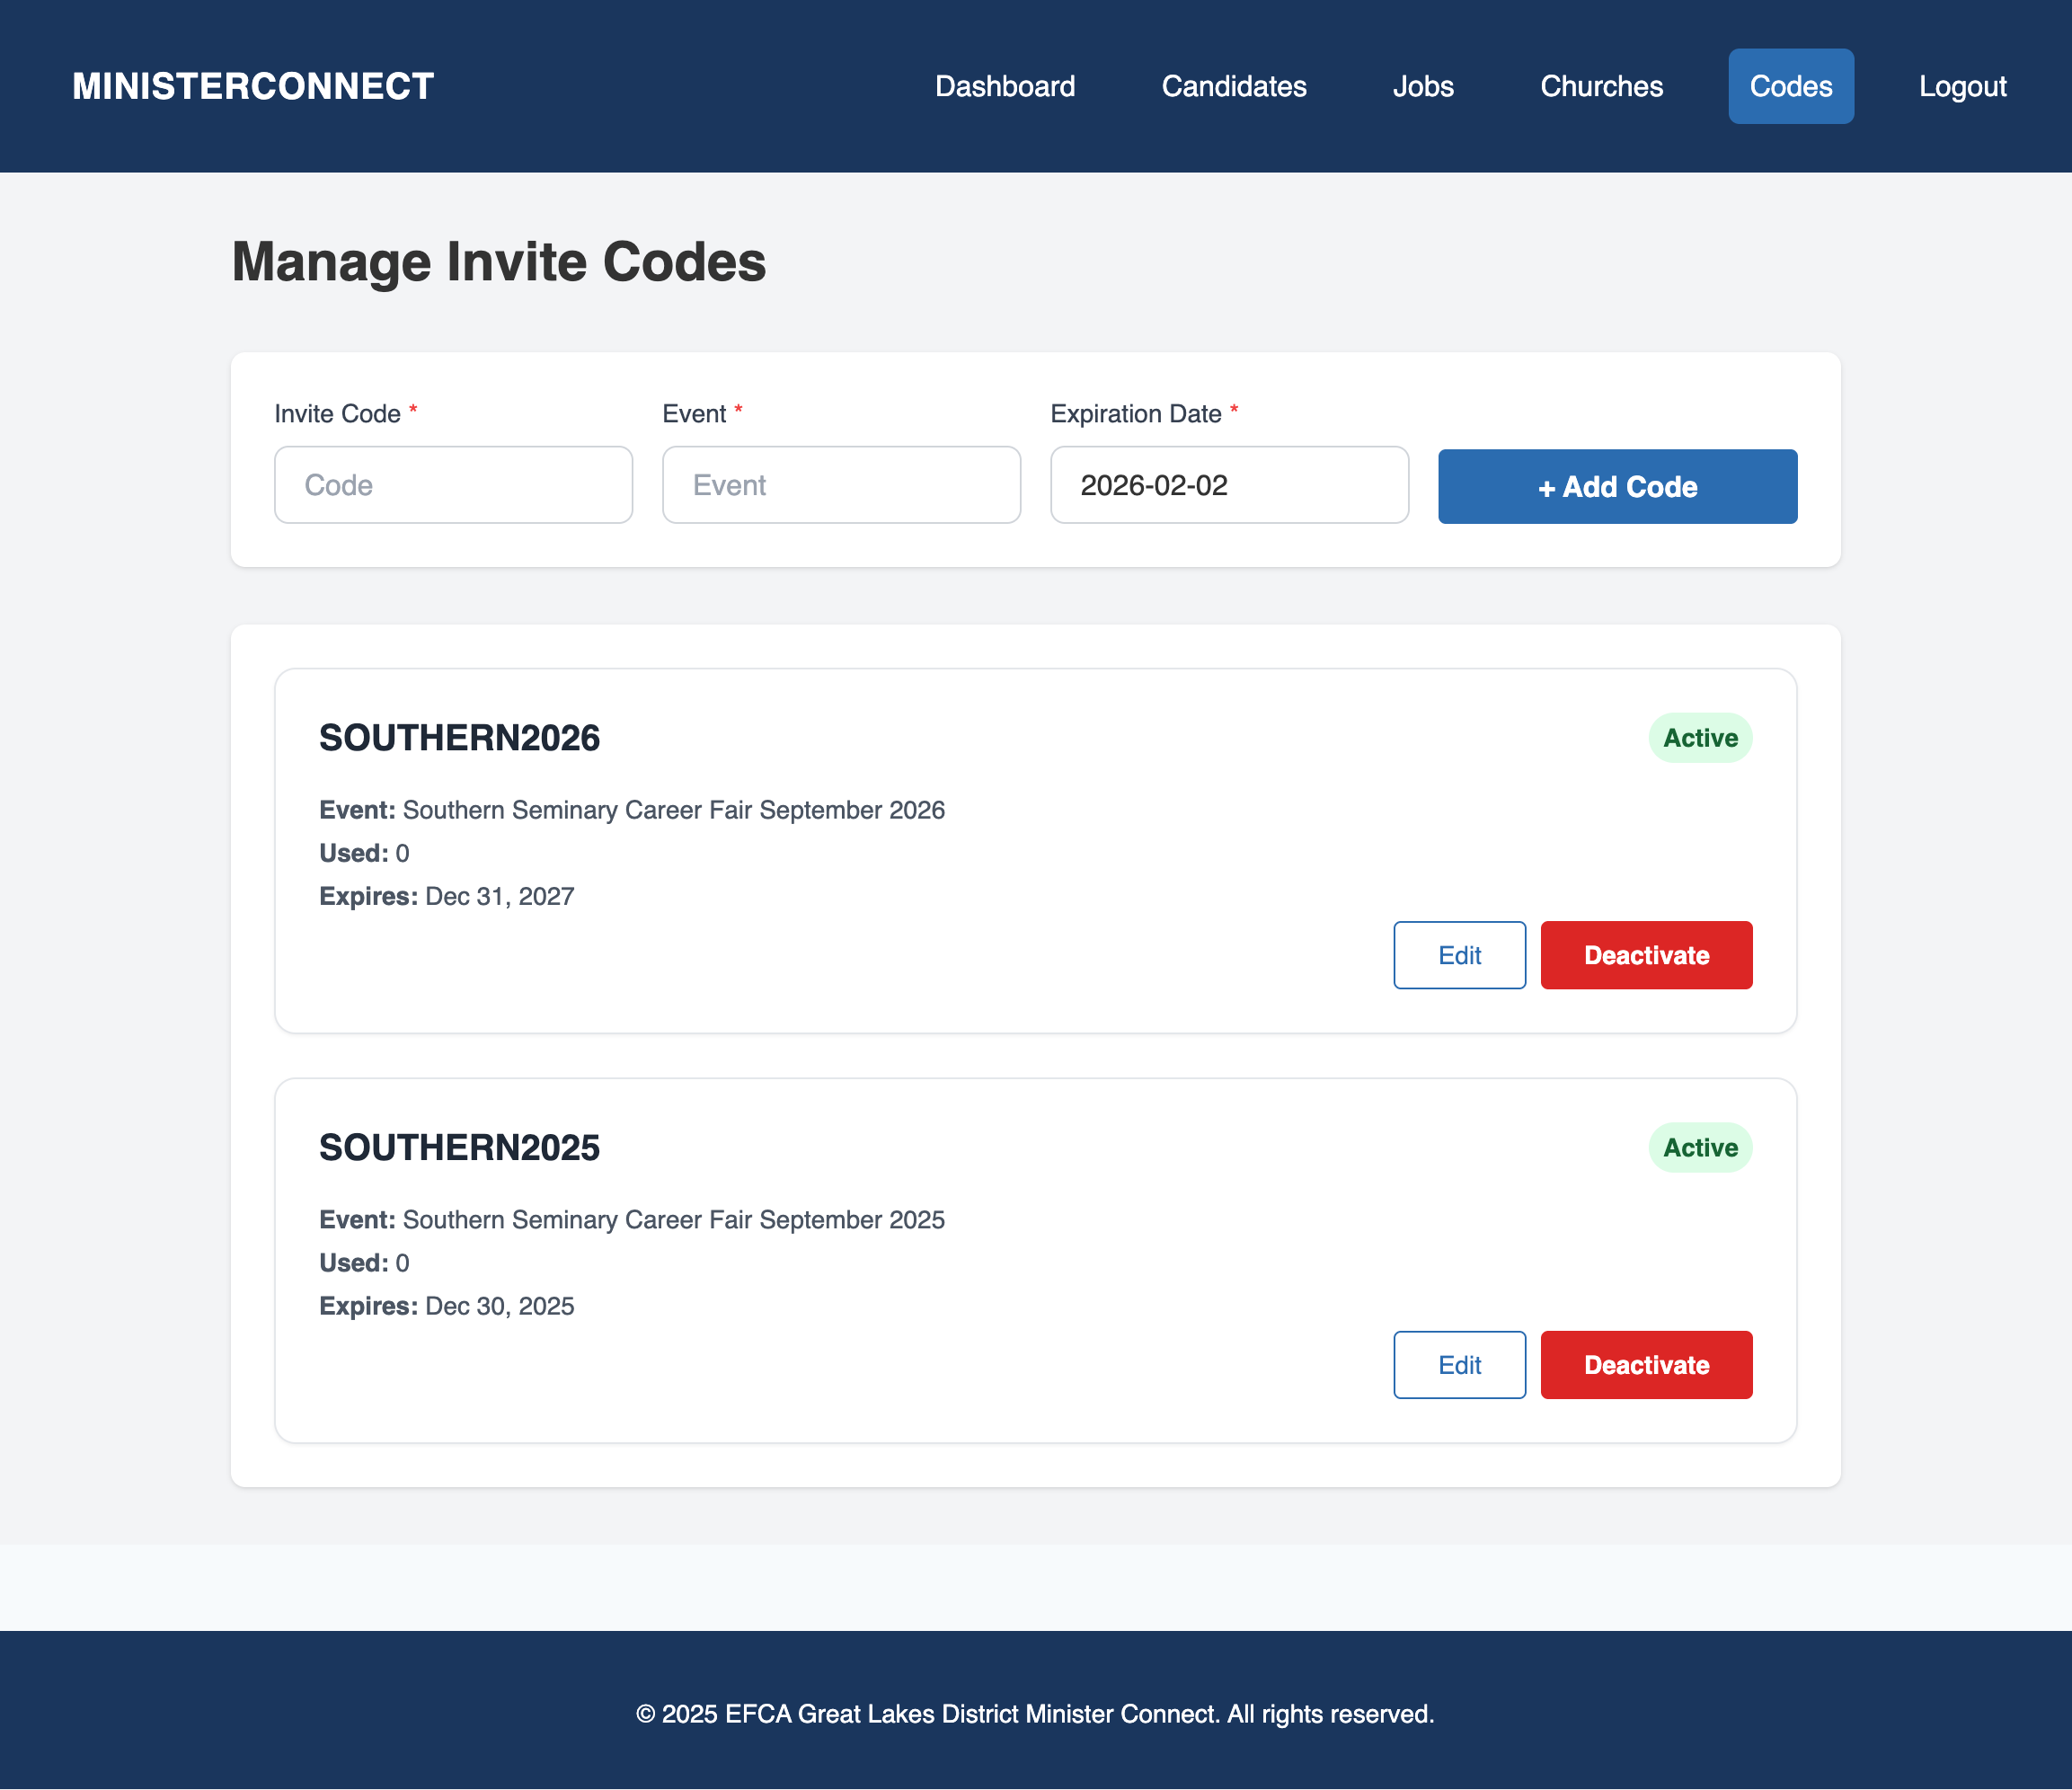 MINISTERCONNECT Dashboard Candidates Jobs Churches Codes Logout
Manage Invite Codes
Invite Code * Event * Expiration Date *
Code Event 2026-02-02 + Add Code
SOUTHERN2026 Active
Event: Southern Seminary Career Fair September 2026
Used: 0
Expires: Dec 31, 2027
Edit Deactivate
SOUTHERN2025 Active
Event: Southern Seminary Career Fair September 2025
Used: 0
Expires: Dec 30, 2025
Edit Deactivate
© 2025 EFCA Great Lakes District Minister Connect. All rights reserved.